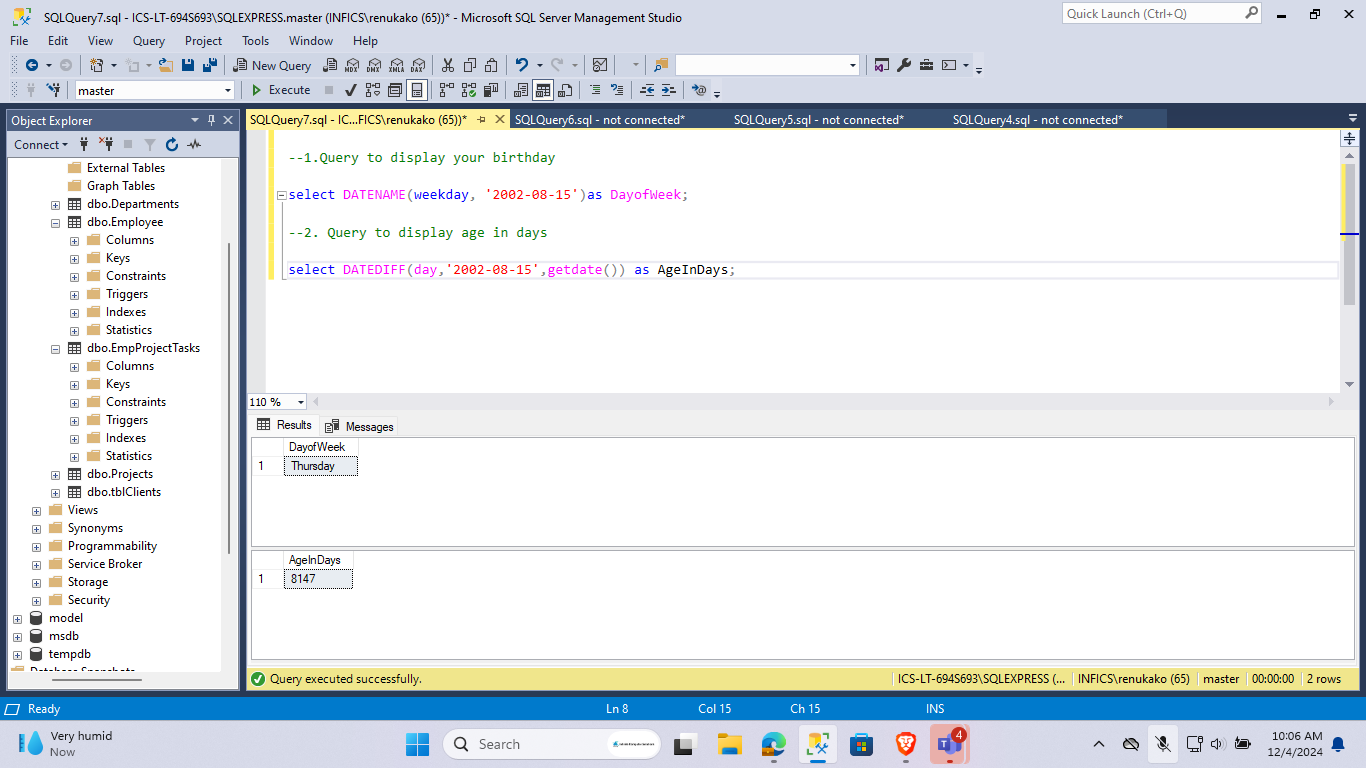 SQLQuery7.sql - ICS-LT-694S693\SQLEXPRESS.master (INFICS\renukako (65))* - Microsoft SQL Server Management Studio
Quick Launch (Ctrl+Q)
File Edit View Query Project Tools Window Help
New Query MDX DMX XMLA DAX
master Execute
Object Explorer
Connect
External Tables
Graph Tables
dbo.Departments
dbo.Employee
Columns
Keys
Constraints
Triggers
Indexes
Statistics
dbo.EmpProjectTasks
Columns
Keys
Constraints
Triggers
Indexes
Statistics
dbo.Projects
dbo.tblClients
Views
Synonyms
Programmability
Service Broker
Storage
Security
model
msdb
tempdb
Database Snapshots
SQLQuery7.sql - IC...FICS\renukako (65))* SQLQuery6.sql - not connected* SQLQuery5.sql - not connected* SQLQuery4.sql - not connected*
--1.Query to display your birthday
select DATENAME(weekday, '2002-08-15')as DayofWeek;
--2. Query to display age in days
select DATEDIFF(day,'2002-08-15',getdate()) as AgeInDays;
110 %
Results Messages
DayofWeek
1 Thursday
AgeInDays
1 8147
Query executed successfully. ICS-LT-694S693\SQLEXPRESS (... INFICS\renukako (65) master 00:00:00 2 rows
Ready Ln 8 Col 15 Ch 15 INS
Very humid
Now
Search
4
10:06 AM
12/4/2024